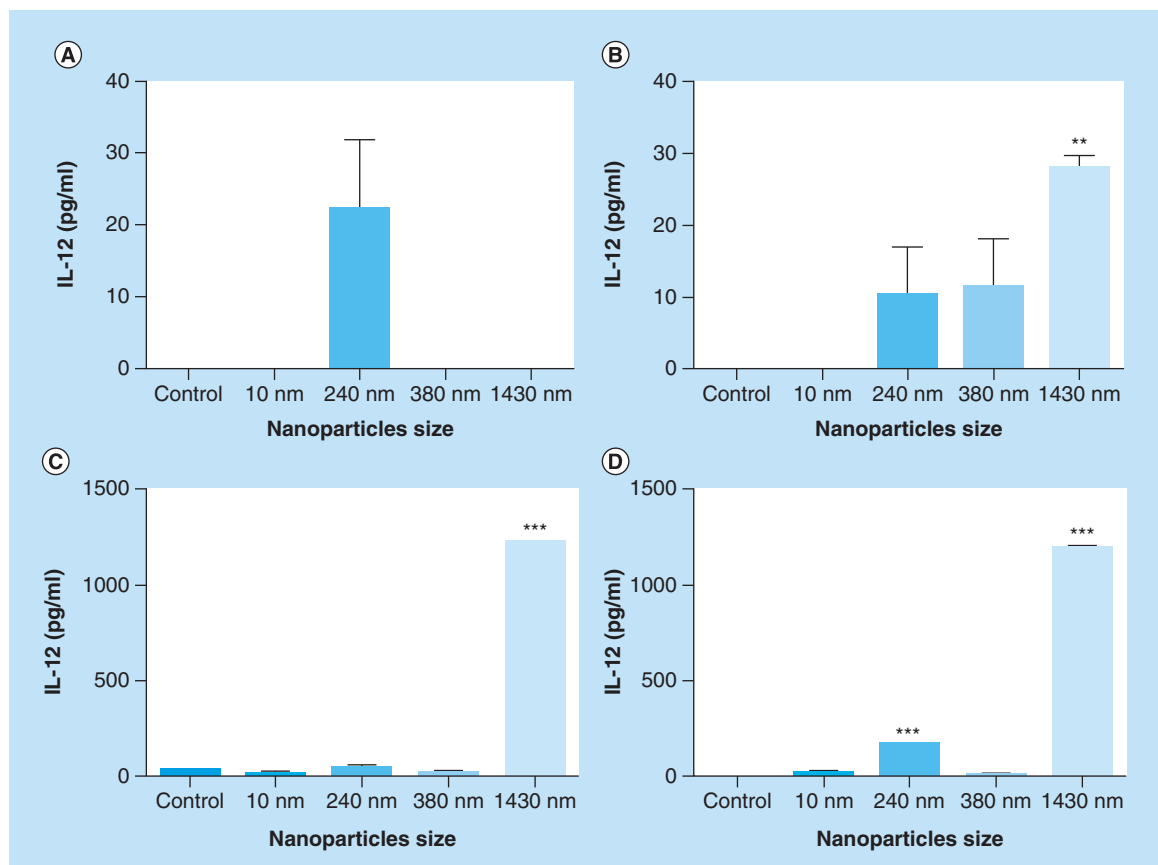 A
40
30
20
10
0
IL-12 (pg/ml)
Control 10 nm 240 nm 380 nm 1430 nm
Nanoparticles size
B
40
30
20
10
0
IL-12 (pg/ml)
**
Control 10 nm 240 nm 380 nm 1430 nm
Nanoparticles size
C
1500
1000
500
0
IL-12 (pg/ml)
***
Control 10 nm 240 nm 380 nm 1430 nm
Nanoparticles size
D
1500
1000
500
0
IL-12 (pg/ml)
***
***
Control 10 nm 240 nm 380 nm 1430 nm
Nanoparticles size